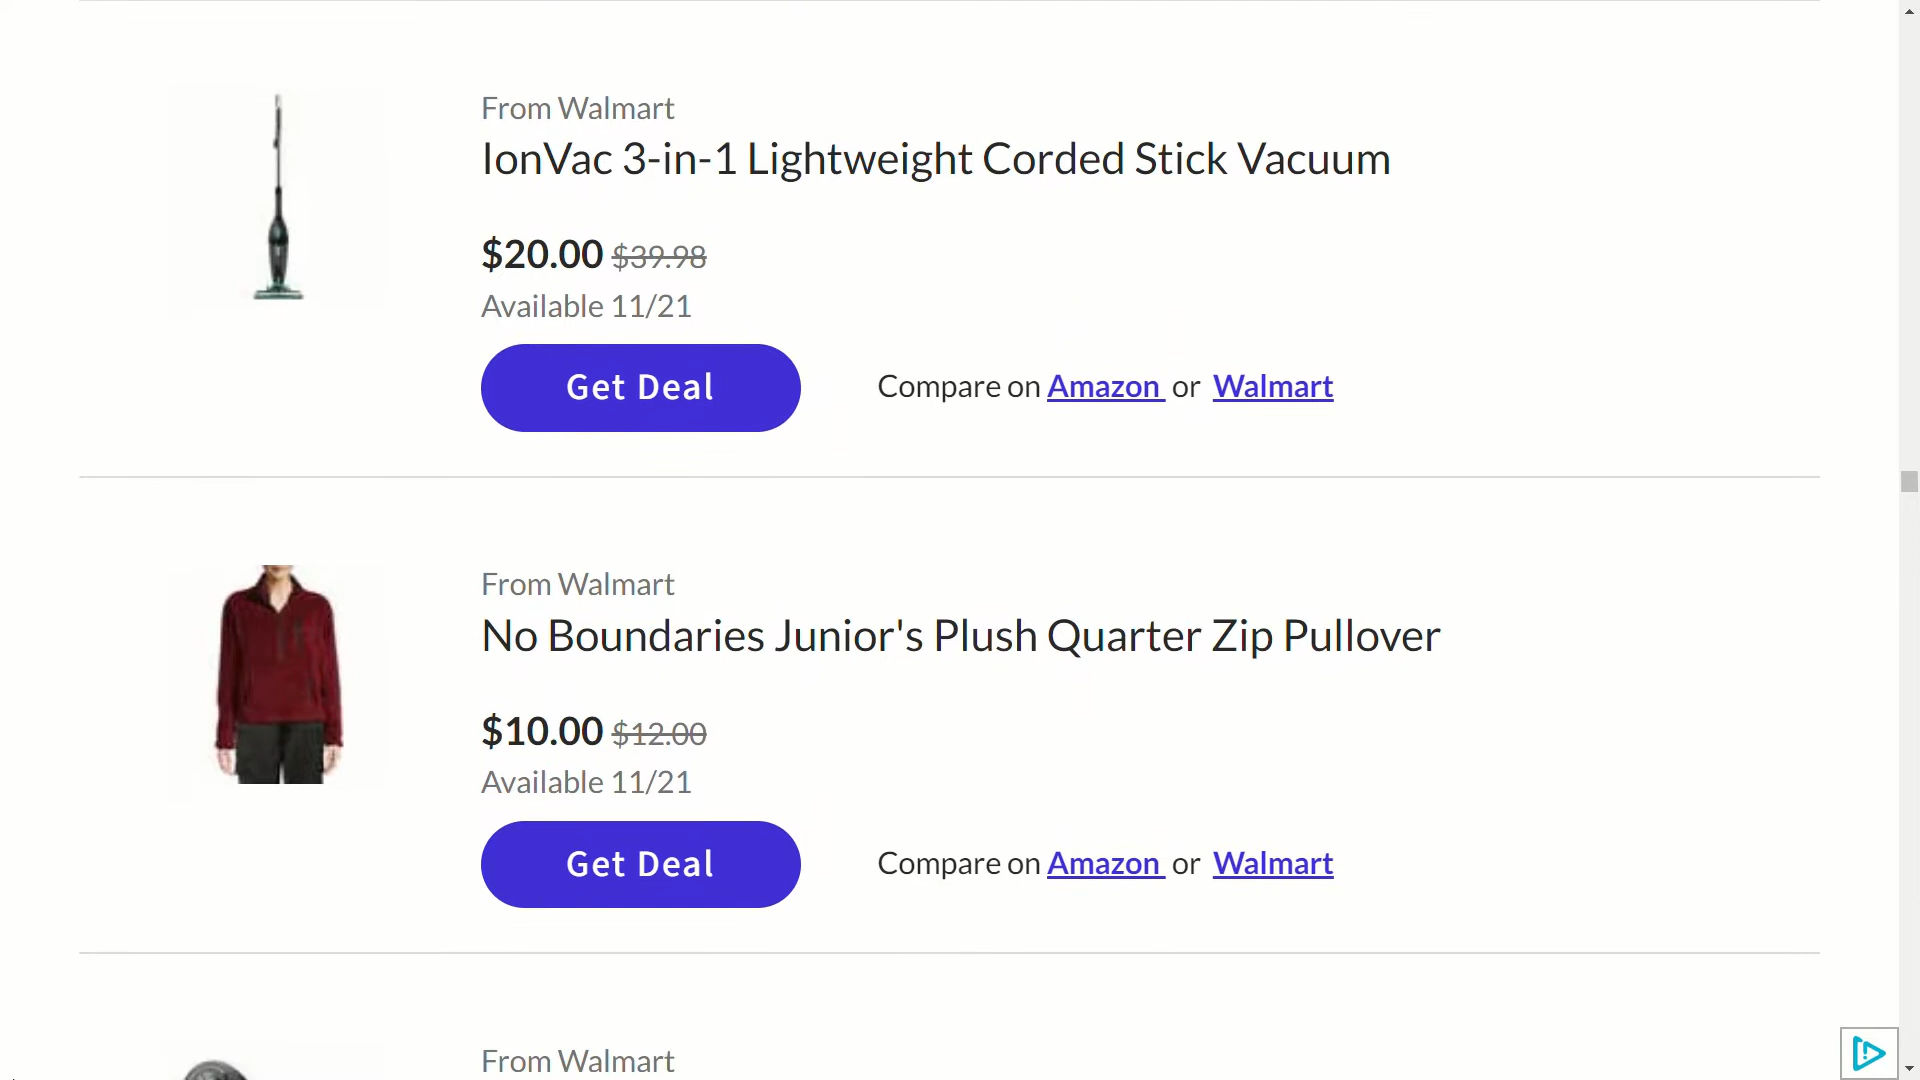 From Walmart
IonVac 3-in-1 Lightweight Corded Stick Vacuum
$20.00 $39.98
Available 11/21
Get Deal Compare on Amazon or Walmart
From Walmart
No Boundaries Junior's Plush Quarter Zip Pullover
$10.00 $12.00
Available 11/21
Get Deal Compare on Amazon or Walmart
From Walmart